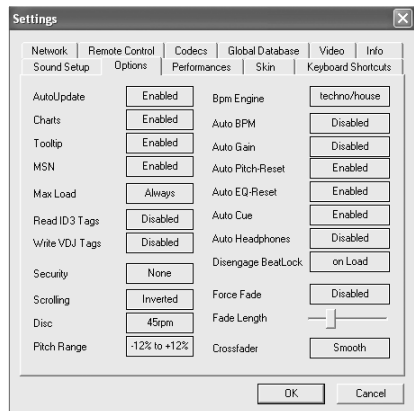 Settings
Network Remote Control Codecs Global Database Video Info
Sound Setup Options Performances Skin Keyboard Shortcuts
AutoUpdate Enabled
Charts Enabled
Tooltip Enabled
MSN Enabled
Max Load Always
Read ID3 Tags Disabled
Write VDJ Tags Disabled
Security None
Scrolling Inverted
Disc 45rpm
Pitch Range -12% to +12%
Bpm Engine techno/house
Auto BPM Disabled
Auto Gain Disabled
Auto Pitch-Reset Enabled
Auto EQ-Reset Enabled
Auto Cue Enabled
Auto Headphones Disabled
Disengage BeatLock on Load
Force Fade Disabled
Fade Length
Crossfader Smooth
OK Cancel